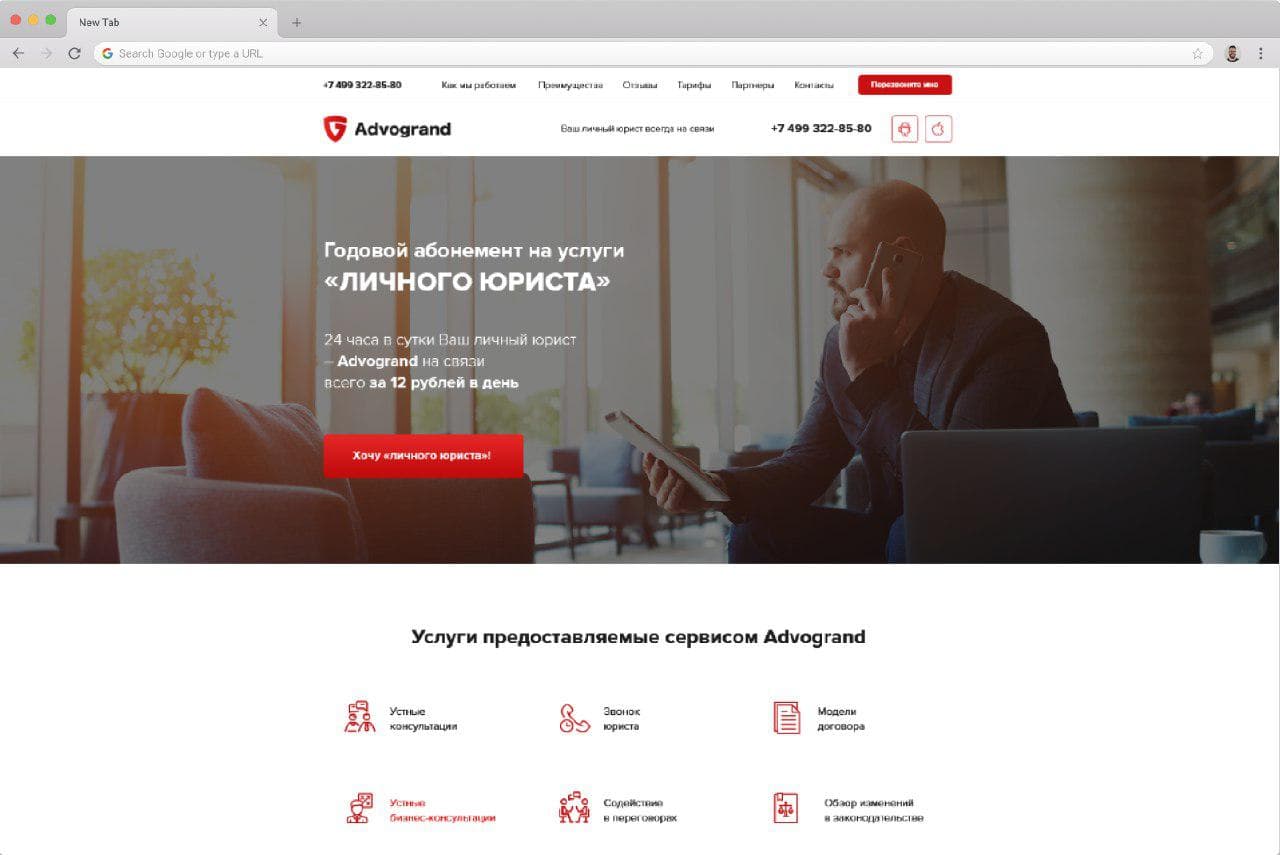 New Tab
Search Google or type a URL
+7 499 322-85-80 Как мы работаем Преимущества Отзывы Тарифы Партнеры Контакты Перезвоните мне
Advogrand Ваш личный юрист всегда на связи +7 499 322-85-80
Годовой абонемент на услуги
«ЛИЧНОГО ЮРИСТА»
24 часа в сутки Ваш личный юрист
– Advogrand на связи
всего за 12 рублей в день
Хочу «личного юриста»!
Услуги предоставляемые сервисом Advogrand
Устные
консультации
Звонок
юриста
Модели
договора
Устные
бизнес-консультации
Содействие
в переговорах
Обзор изменений
в законодательстве